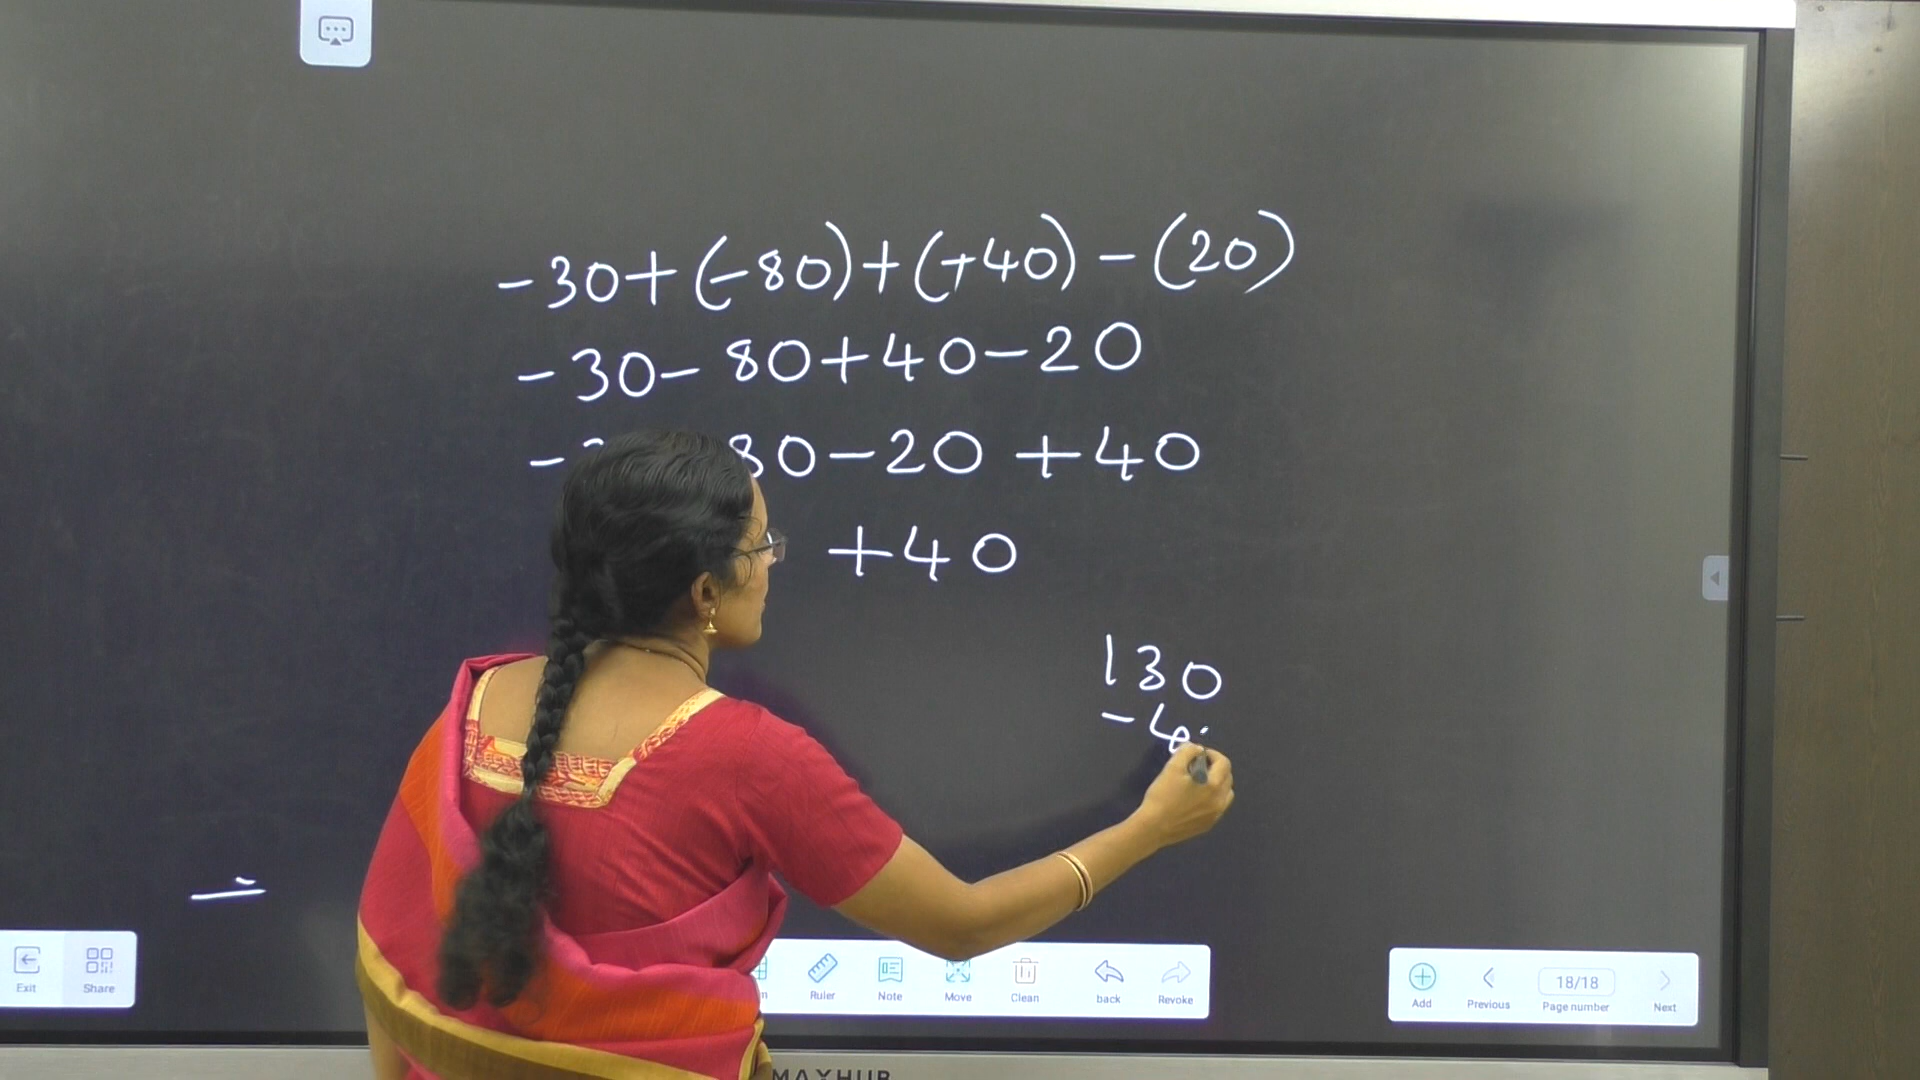 -30+(-80)+(+40)-(20)
-30-80+40-20
80-20+40
+40
130
-4
Exit
Share
Ruler
Note
Move
Clean
back
Revoke
Add
Previous
18/18
Page number
Next
MAXHUB